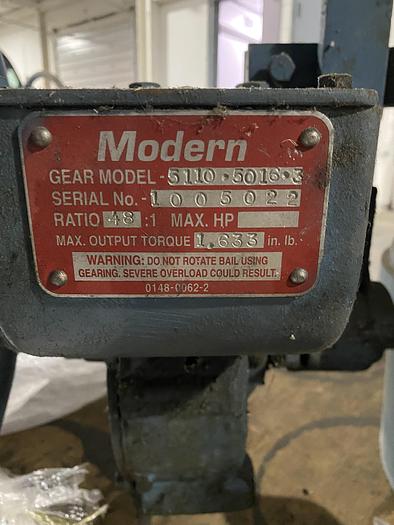 Modern
GEAR MODEL - 5110·5016·3
SERIAL No. - 1005022
RATIO 48 :1 MAX. HP
MAX. OUTPUT TORQUE 1,633 in. lb.
WARNING: DO NOT ROTATE BAIL USING
GEARING. SEVERE OVERLOAD COULD RESULT.
0148-0062-2